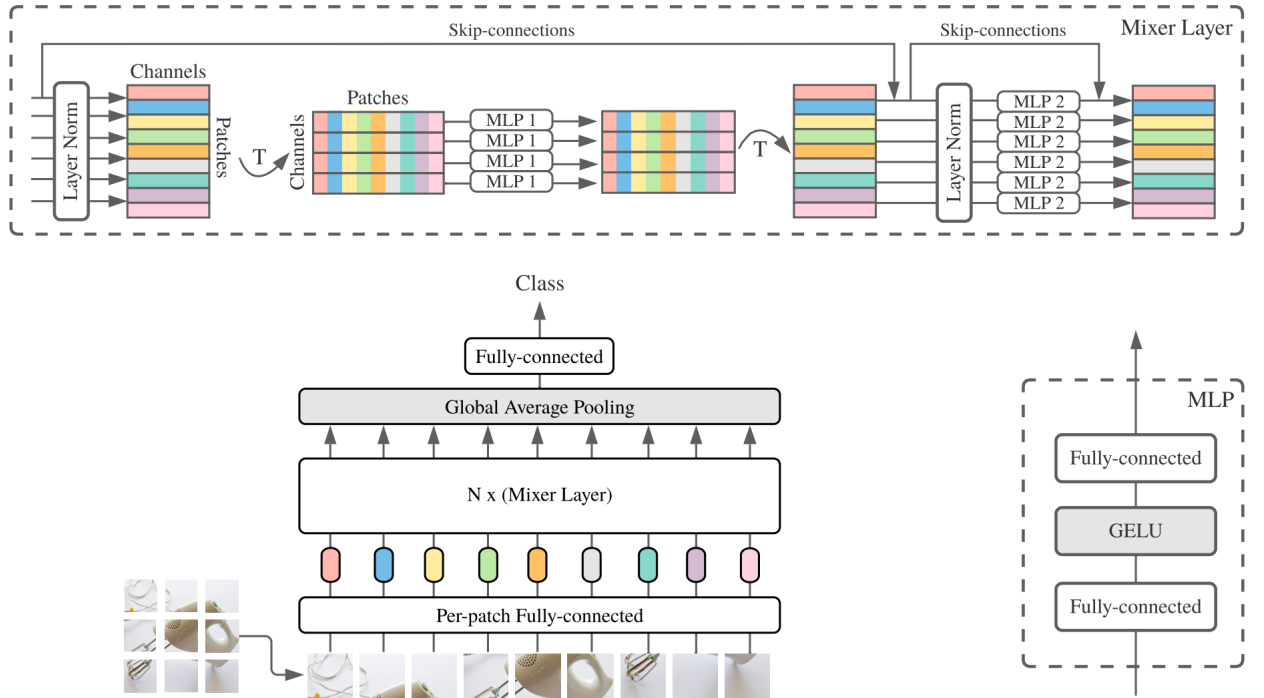 Skip-connections
Skip-connections
Mixer Layer
Channels
Patches
Layer Norm
Patches
T
Channels
MLP 1
MLP 1
MLP 1
MLP 1
T
Layer Norm
MLP 2
MLP 2
MLP 2
MLP 2
MLP 2
MLP 2
Class
Fully-connected
Global Average Pooling
N x (Mixer Layer)
Per-patch Fully-connected
MLP
Fully-connected
GELU
Fully-connected